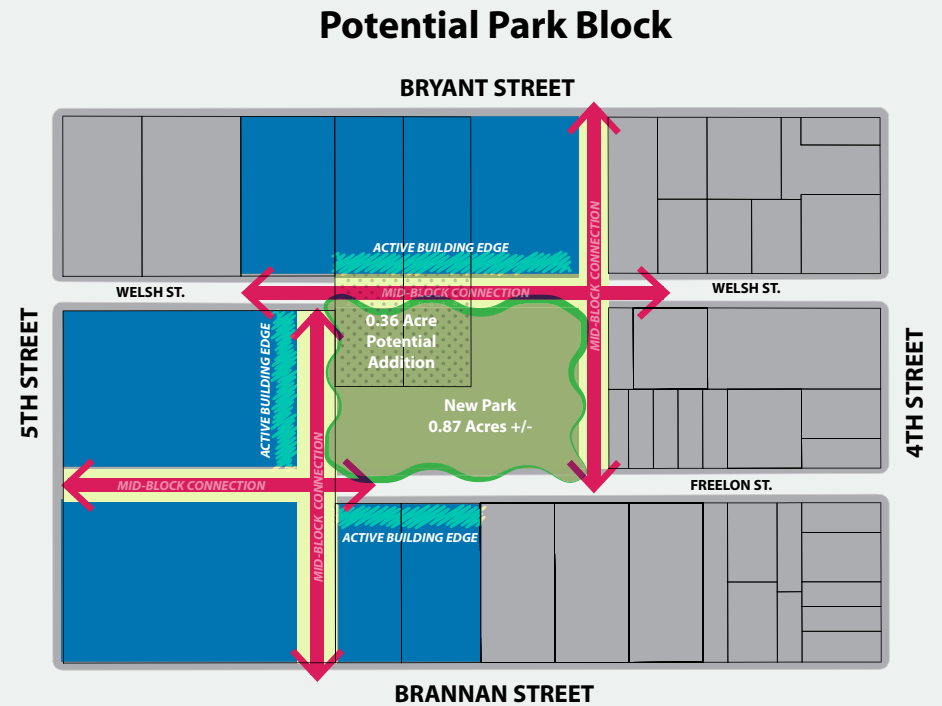 Potential Park Block
BRYANT STREET
MID-BLOCK CONNECTION
ACTIVE BUILDING EDGE
WELSH ST.
MID-BLOCK CONNECTION
WELSH ST.
5TH STREET
ACTIVE BUILDING EDGE
0.36 Acre
Potential
Addition
New Park
0.87 Acres +/-
4TH STREET
MID-BLOCK CONNECTION
MID-BLOCK CONNECTION
FREELON ST.
ACTIVE BUILDING EDGE
BRANNAN STREET